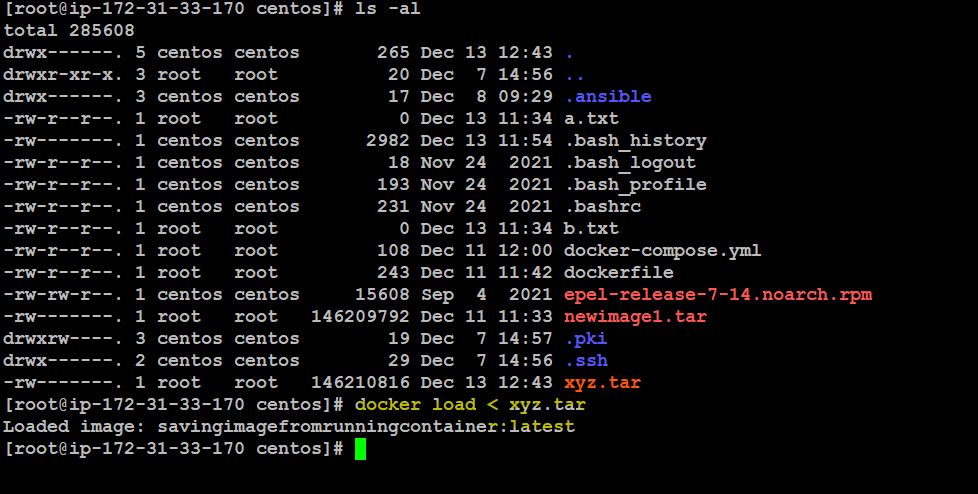 [root@ip-172-31-33-170 centos]# ls -al
total 285608
drwx------. 5 centos centos       265 Dec 13 12:43 .
drwxr-xr-x. 3 root   root          20 Dec  7 14:56 ..
drwx------. 3 centos centos        17 Dec  8 09:29 .ansible
-rw-r--r--. 1 root   root           0 Dec 13 11:34 a.txt
-rw-------. 1 centos centos      2982 Dec 13 11:54 .bash_history
-rw-r--r--. 1 centos centos        18 Nov 24  2021 .bash_logout
-rw-r--r--. 1 centos centos       193 Nov 24  2021 .bash_profile
-rw-r--r--. 1 centos centos       231 Nov 24  2021 .bashrc
-rw-r--r--. 1 root   root           0 Dec 13 11:34 b.txt
-rw-r--r--. 1 root   root         108 Dec 11 12:00 docker-compose.yml
-rw-r--r--. 1 root   root         243 Dec 11 11:42 dockerfile
-rw-rw-r--. 1 centos centos     15608 Sep  4  2021 epel-release-7-14.noarch.rpm
-rw-------. 1 root   root   146209792 Dec 11 11:33 newimage1.tar
drwxrw----. 3 centos centos        19 Dec  7 14:57 .pki
drwx------. 2 centos centos        29 Dec  7 14:56 .ssh
-rw-------. 1 root   root   146210816 Dec 13 12:43 xyz.tar
[root@ip-172-31-33-170 centos]# docker load < xyz.tar
Loaded image: savingimagefromrunningcontainer:latest
[root@ip-172-31-33-170 centos]#